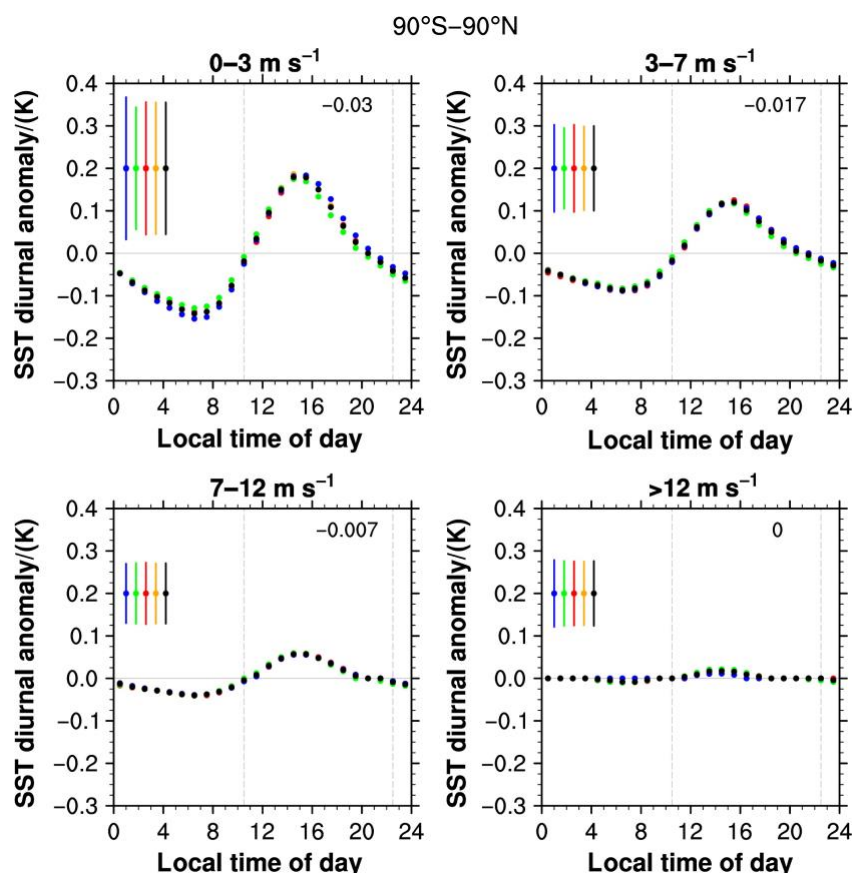 90°S−90°N
0−3 m s⁻¹
SST diurnal anomaly/(K)
0.4
0.3
0.2
0.1
0.0
−0.1
−0.2
−0.3
−0.03
0 4 8 12 16 20 24
Local time of day
3−7 m s⁻¹
SST diurnal anomaly/(K)
0.4
0.3
0.2
0.1
0.0
−0.1
−0.2
−0.3
−0.017
0 4 8 12 16 20 24
Local time of day
7−12 m s⁻¹
SST diurnal anomaly/(K)
0.4
0.3
0.2
0.1
0.0
−0.1
−0.2
−0.3
−0.007
0 4 8 12 16 20 24
Local time of day
>12 m s⁻¹
SST diurnal anomaly/(K)
0.4
0.3
0.2
0.1
0.0
−0.1
−0.2
−0.3
0
0 4 8 12 16 20 24
Local time of day